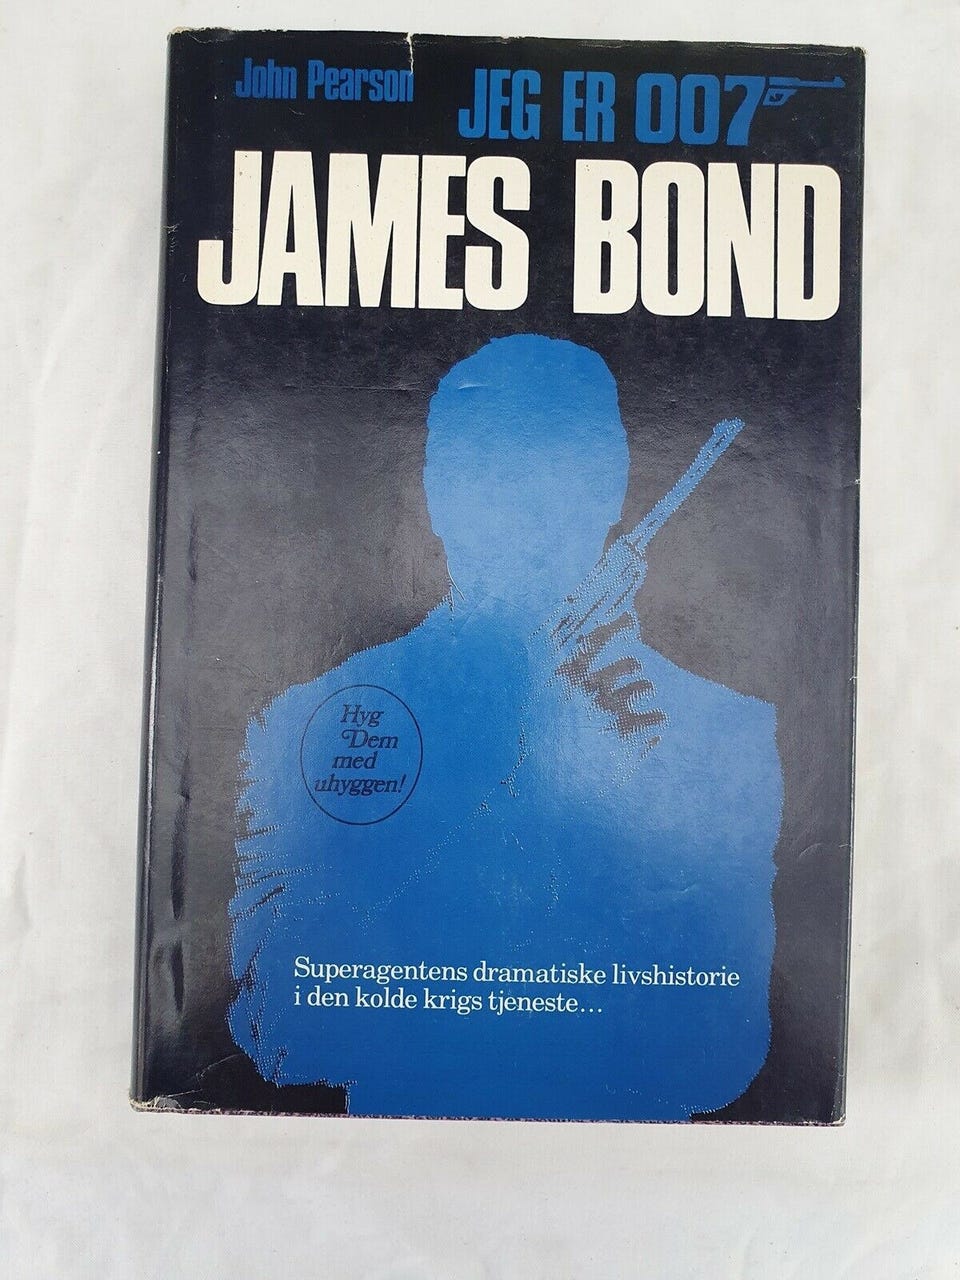 John Pearson
JEG ER 007
JAMES BOND
Hyg
Dem
med
uhyggen!
Superagentens dramatiske livshistorie
i den kolde krigs tjeneste...